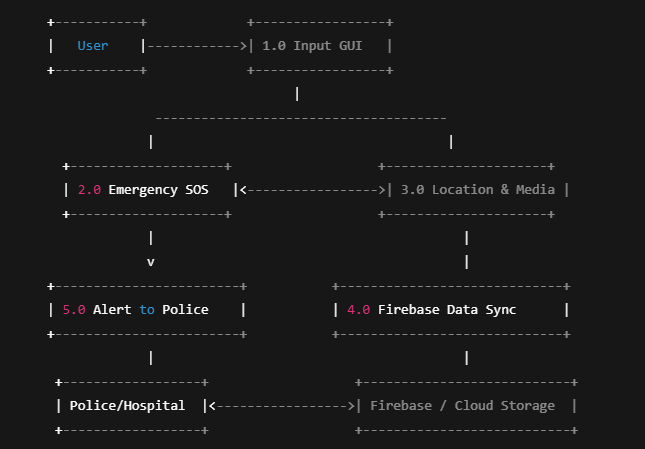 User
1.0 Input GUI
2.0 Emergency SOS
3.0 Location & Media
v
5.0 Alert to Police
4.0 Firebase Data Sync
Police/Hospital
Firebase / Cloud Storage